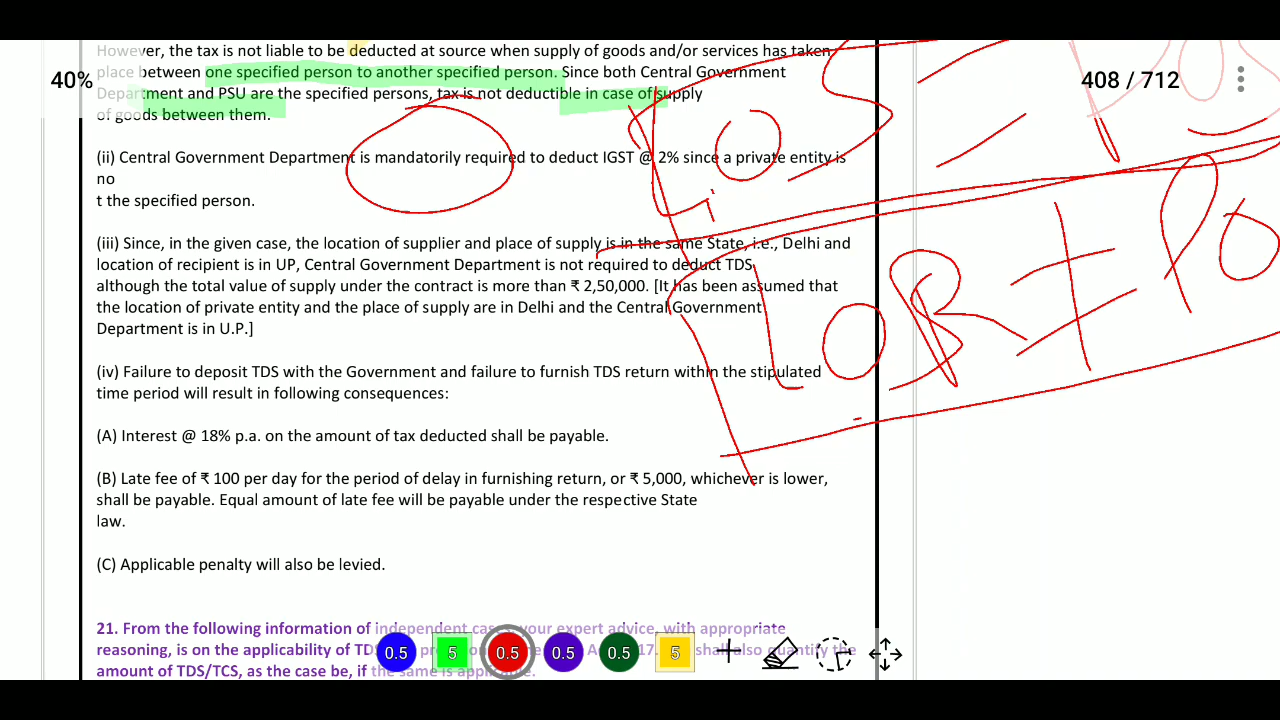 However, the tax is not liable to be deducted at source when supply of goods and/or services has taken
place between one specified person to another specified person. Since both Central Government
40%
408 / 712
Department and PSU are the specified persons, tax is not deductible in case of supply
of goods between them.
LOS = POS
(ii) Central Government Department is mandatorily required to deduct IGST @ 2% since a private entity is
no
t the specified person.
(iii) Since, in the given case, the location of supplier and place of supply is in the same State, i.e., Delhi and
location of recipient is in UP, Central Government Department is not required to deduct TDS,
although the total value of supply under the contract is more than ₹ 2,50,000. [It has been assumed that
the location of private entity and the place of supply are in Delhi and the Central Government
Department is in U.P.]
LOR ≠ PO
(iv) Failure to deposit TDS with the Government and failure to furnish TDS return within the stipulated
time period will result in following consequences:
(A) Interest @ 18% p.a. on the amount of tax deducted shall be payable.
(B) Late fee of ₹ 100 per day for the period of delay in furnishing return, or ₹ 5,000, whichever is lower,
shall be payable. Equal amount of late fee will be payable under the respective State
law.
(C) Applicable penalty will also be levied.
21. From the following information of independent cases, your expert advice, with appropriate
reasoning, is on the applicability of shall also quantify the
amount of TDS/TCS, as the case be, if the same is applicable.
0.5 5 0.5 0.5 0.5 5